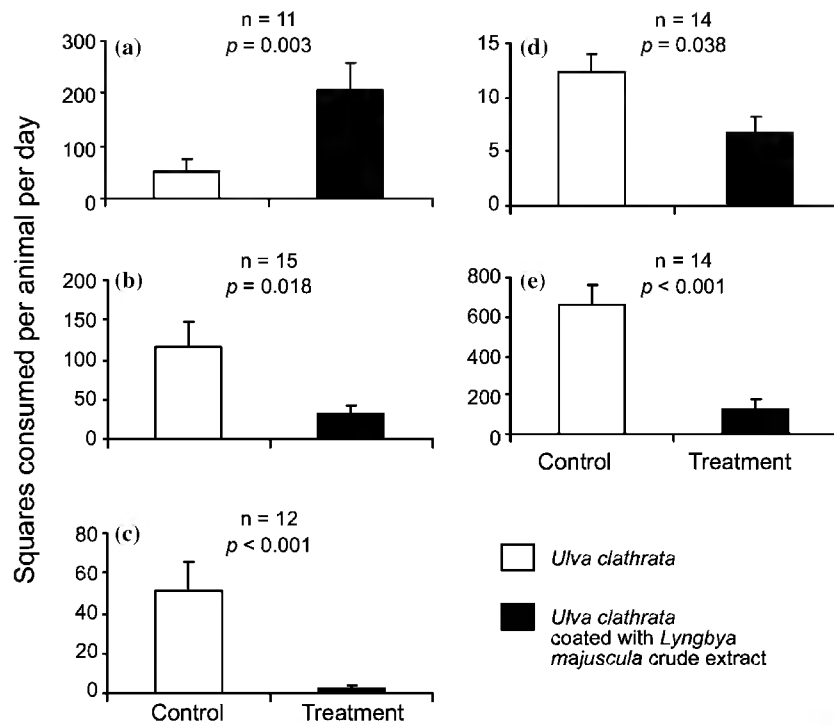 Squares consumed per animal per day
(a)
n = 11
p = 0.003
300
200
100
0
(b)
n = 15
p = 0.018
200
150
100
50
0
(c)
n = 12
p < 0.001
80
60
40
20
0
Control Treatment
(d)
n = 14
p = 0.038
15
10
5
0
(e)
n = 14
p < 0.001
800
600
400
200
0
Control Treatment
Ulva clathrata
Ulva clathrata
coated with Lyngbya
majuscula crude extract